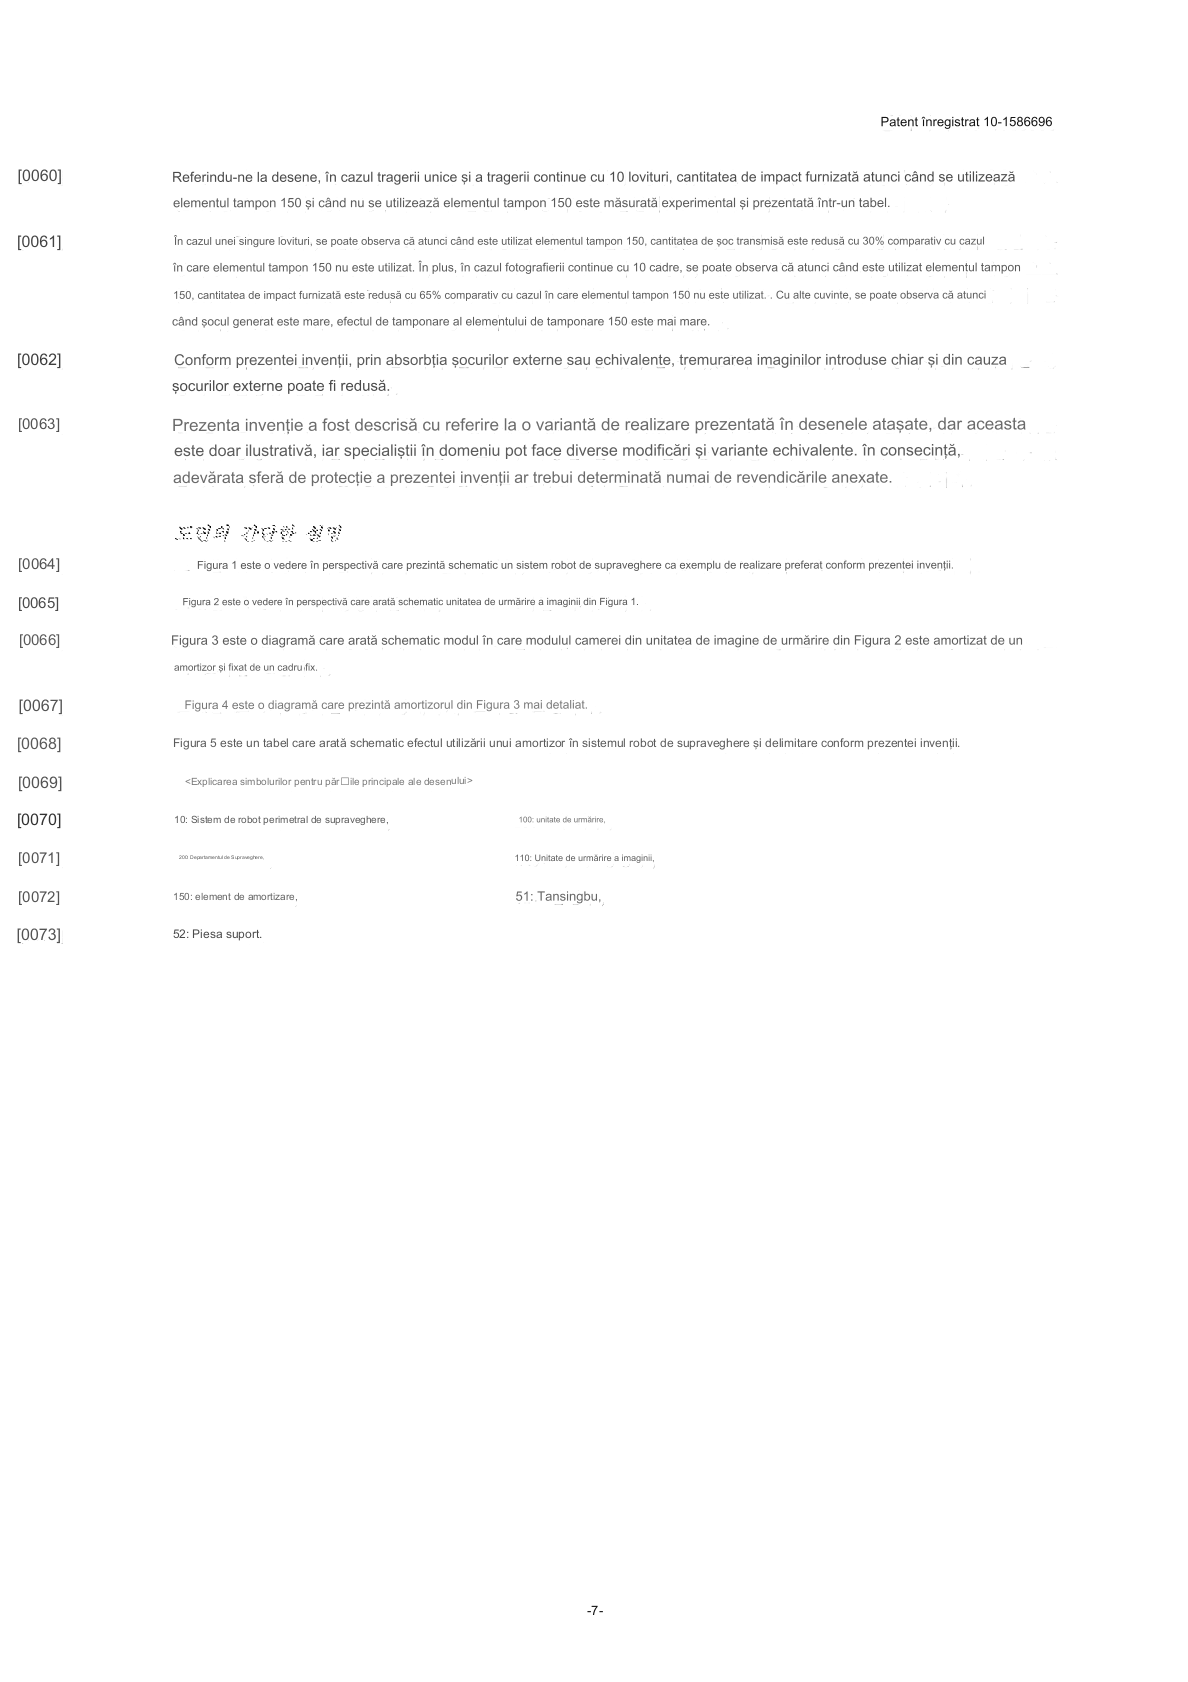 Patent înregistrat 10-1586696
[0060] Referindu-ne la desene, în cazul tragerii unice și a tragerii continue cu 10 lovituri, cantitatea de impact furnizată atunci când se utilizează
elementul tampon 150 și când nu se utilizează elementul tampon 150 este măsurată experimental și prezentată într-un tabel.
[0061] În cazul unei singure lovituri, se poate observa că atunci când este utilizat elementul tampon 150, cantitatea de șoc transmisă este redusă cu 30% comparativ cu cazul
în care elementul tampon 150 nu este utilizat. În plus, în cazul fotografierii continue cu 10 cadre, se poate observa că atunci când este utilizat elementul tampon
150, cantitatea de impact furnizată este redusă cu 65% comparativ cu cazul în care elementul tampon 150 nu este utilizat. . Cu alte cuvinte, se poate observa că atunci
când șocul generat este mare, efectul de tamponare al elementului de tamponare 150 este mai mare.
[0062] Conform prezentei invenții, prin absorbția șocurilor externe sau echivalente, tremurarea imaginilor introduse chiar și din cauza
șocurilor externe poate fi redusă.
[0063] Prezenta invenție a fost descrisă cu referire la o variantă de realizare prezentată în desenele atașate, dar aceasta
este doar ilustrativă, iar specialiștii în domeniu pot face diverse modificări și variante echivalente. în consecință,
adevărata sferă de protecție a prezentei invenții ar trebui determinată numai de revendicările anexate.
도면의 간단한 설명
[0064] Figura 1 este o vedere în perspectivă care prezintă schematic un sistem robot de supraveghere ca exemplu de realizare preferat conform prezentei invenții.
[0065] Figura 2 este o vedere în perspectivă care arată schematic unitatea de urmărire a imaginii din Figura 1.
[0066] Figura 3 este o diagramă care arată schematic modul în care modulul camerei din unitatea de imagine de urmărire din Figura 2 este amortizat de un
amortizor și fixat de un cadru fix.
[0067] Figura 4 este o diagramă care prezintă amortizorul din Figura 3 mai detaliat.
[0068] Figura 5 este un tabel care arată schematic efectul utilizării unui amortizor în sistemul robot de supraveghere și delimitare conform prezentei invenții.
[0069] <Explicarea simbolurilor pentru păr□ile principale ale desenului>
[0070] 10: Sistem de robot perimetral de supraveghere, 100: unitate de urmărire,
[0071] 200: Departamentul de Supraveghere, 110: Unitate de urmărire a imaginii,
[0072] 150: element de amortizare, 51: Tansingbu,
[0073] 52: Piesa suport.
-7-